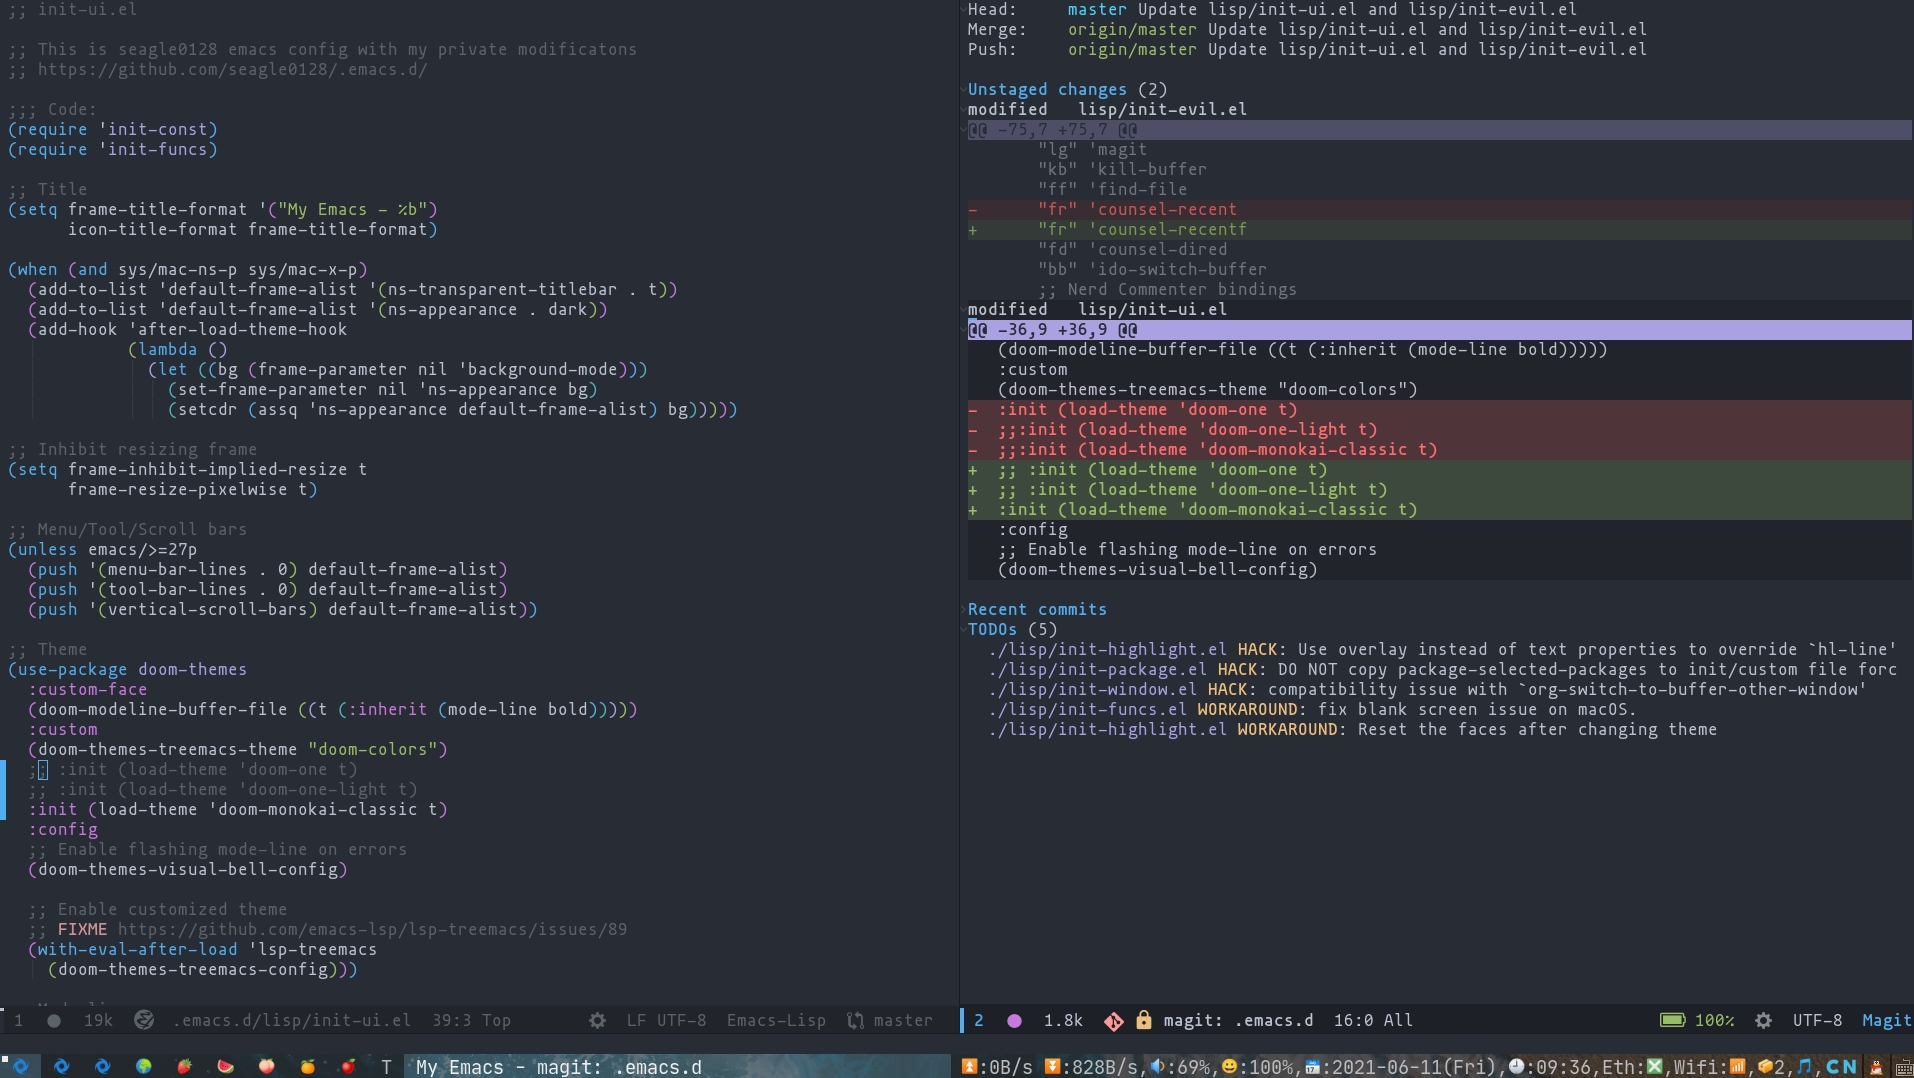 ;; init-ui.el
;; This is seagle0128 emacs config with my private modificatons
;; https://github.com/seagle0128/.emacs.d/
;;; Code:
(require 'init-const)
(require 'init-funcs)
;; Title
(setq frame-title-format '("My Emacs - %b")
icon-title-format frame-title-format)
(when (and sys/mac-ns-p sys/mac-x-p)
(add-to-list 'default-frame-alist '(ns-transparent-titlebar . t))
(add-to-list 'default-frame-alist '(ns-appearance . dark))
(add-hook 'after-load-theme-hook
(lambda ()
(let ((bg (frame-parameter nil 'background-mode)))
(set-frame-parameter nil 'ns-appearance bg)
(setcdr (assq 'ns-appearance default-frame-alist) bg)))))
;; Inhibit resizing frame
(setq frame-inhibit-implied-resize t
frame-resize-pixelwise t)
;; Menu/Tool/Scroll bars
(unless emacs/>=27p
(push '(menu-bar-lines . 0) default-frame-alist)
(push '(tool-bar-lines . 0) default-frame-alist)
(push '(vertical-scroll-bars) default-frame-alist))
;; Theme
(use-package doom-themes
:custom-face
(doom-modeline-buffer-file ((t (:inherit (mode-line bold)))))
:custom
(doom-themes-treemacs-theme "doom-colors")
;; :init (load-theme 'doom-one t)
;; :init (load-theme 'doom-one-light t)
:init (load-theme 'doom-monokai-classic t)
:config
;; Enable flashing mode-line on errors
(doom-themes-visual-bell-config)
;; Enable customized theme
;; FIXME https://github.com/emacs-lsp/lsp-treemacs/issues/89
(with-eval-after-load 'lsp-treemacs
(doom-themes-treemacs-config)))
1 19k .emacs.d/lisp/init-ui.el 39:3 Top LF UTF-8 Emacs-Lisp master
Head: master Update lisp/init-ui.el and lisp/init-evil.el
Merge: origin/master Update lisp/init-ui.el and lisp/init-evil.el
Push: origin/master Update lisp/init-ui.el and lisp/init-evil.el
Unstaged changes (2)
modified lisp/init-evil.el
@@ -75,7 +75,7 @@
"lg" 'magit
"kb" 'kill-buffer
"ff" 'find-file
- "fr" 'counsel-recent
+ "fr" 'counsel-recentf
"fd" 'counsel-dired
"bb" 'ido-switch-buffer
;; Nerd Commenter bindings
modified lisp/init-ui.el
@@ -36,9 +36,9 @@
(doom-modeline-buffer-file ((t (:inherit (mode-line bold)))))
:custom
(doom-themes-treemacs-theme "doom-colors")
- :init (load-theme 'doom-one t)
- ;;:init (load-theme 'doom-one-light t)
- ;;:init (load-theme 'doom-monokai-classic t)
+ ;; :init (load-theme 'doom-one t)
+ ;; :init (load-theme 'doom-one-light t)
+ :init (load-theme 'doom-monokai-classic t)
:config
;; Enable flashing mode-line on errors
(doom-themes-visual-bell-config)
Recent commits
TODOs (5)
./lisp/init-highlight.el HACK: Use overlay instead of text properties to override `hl-line'
./lisp/init-package.el HACK: DO NOT copy package-selected-packages to init/custom file forc
./lisp/init-window.el HACK: compatibility issue with `org-switch-to-buffer-other-window'
./lisp/init-funcs.el WORKAROUND: fix blank screen issue on macOS.
./lisp/init-highlight.el WORKAROUND: Reset the faces after changing theme
2 1.8k magit: .emacs.d 16:0 All 100% UTF-8 Magit
T My Emacs - magit: .emacs.d :0B/s :828B/s, :69%, :100%, :2021-06-11(Fri), :09:36,Eth: ,Wifi: , 2, , CN